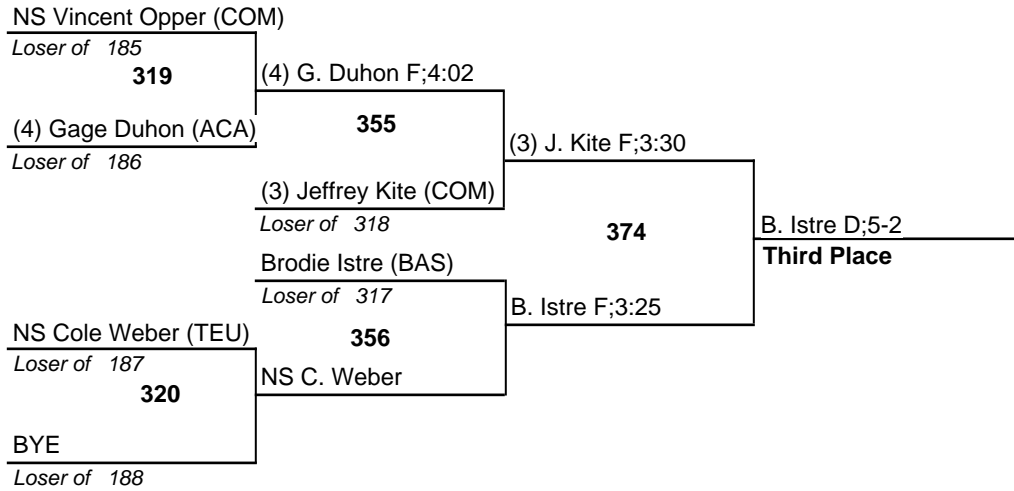 NS Vincent Opper (COM)
Loser of 185
319
(4) G. Duhon F;4:02
(4) Gage Duhon (ACA)
Loser of 186
355
(3) J. Kite F;3:30
(3) Jeffrey Kite (COM)
Loser of 318
374
B. Istre D;5-2
Third Place
Brodie Istre (BAS)
Loser of 317
B. Istre F;3:25
NS Cole Weber (TEU)
Loser of 187
356
320
NS C. Weber
BYE
Loser of 188